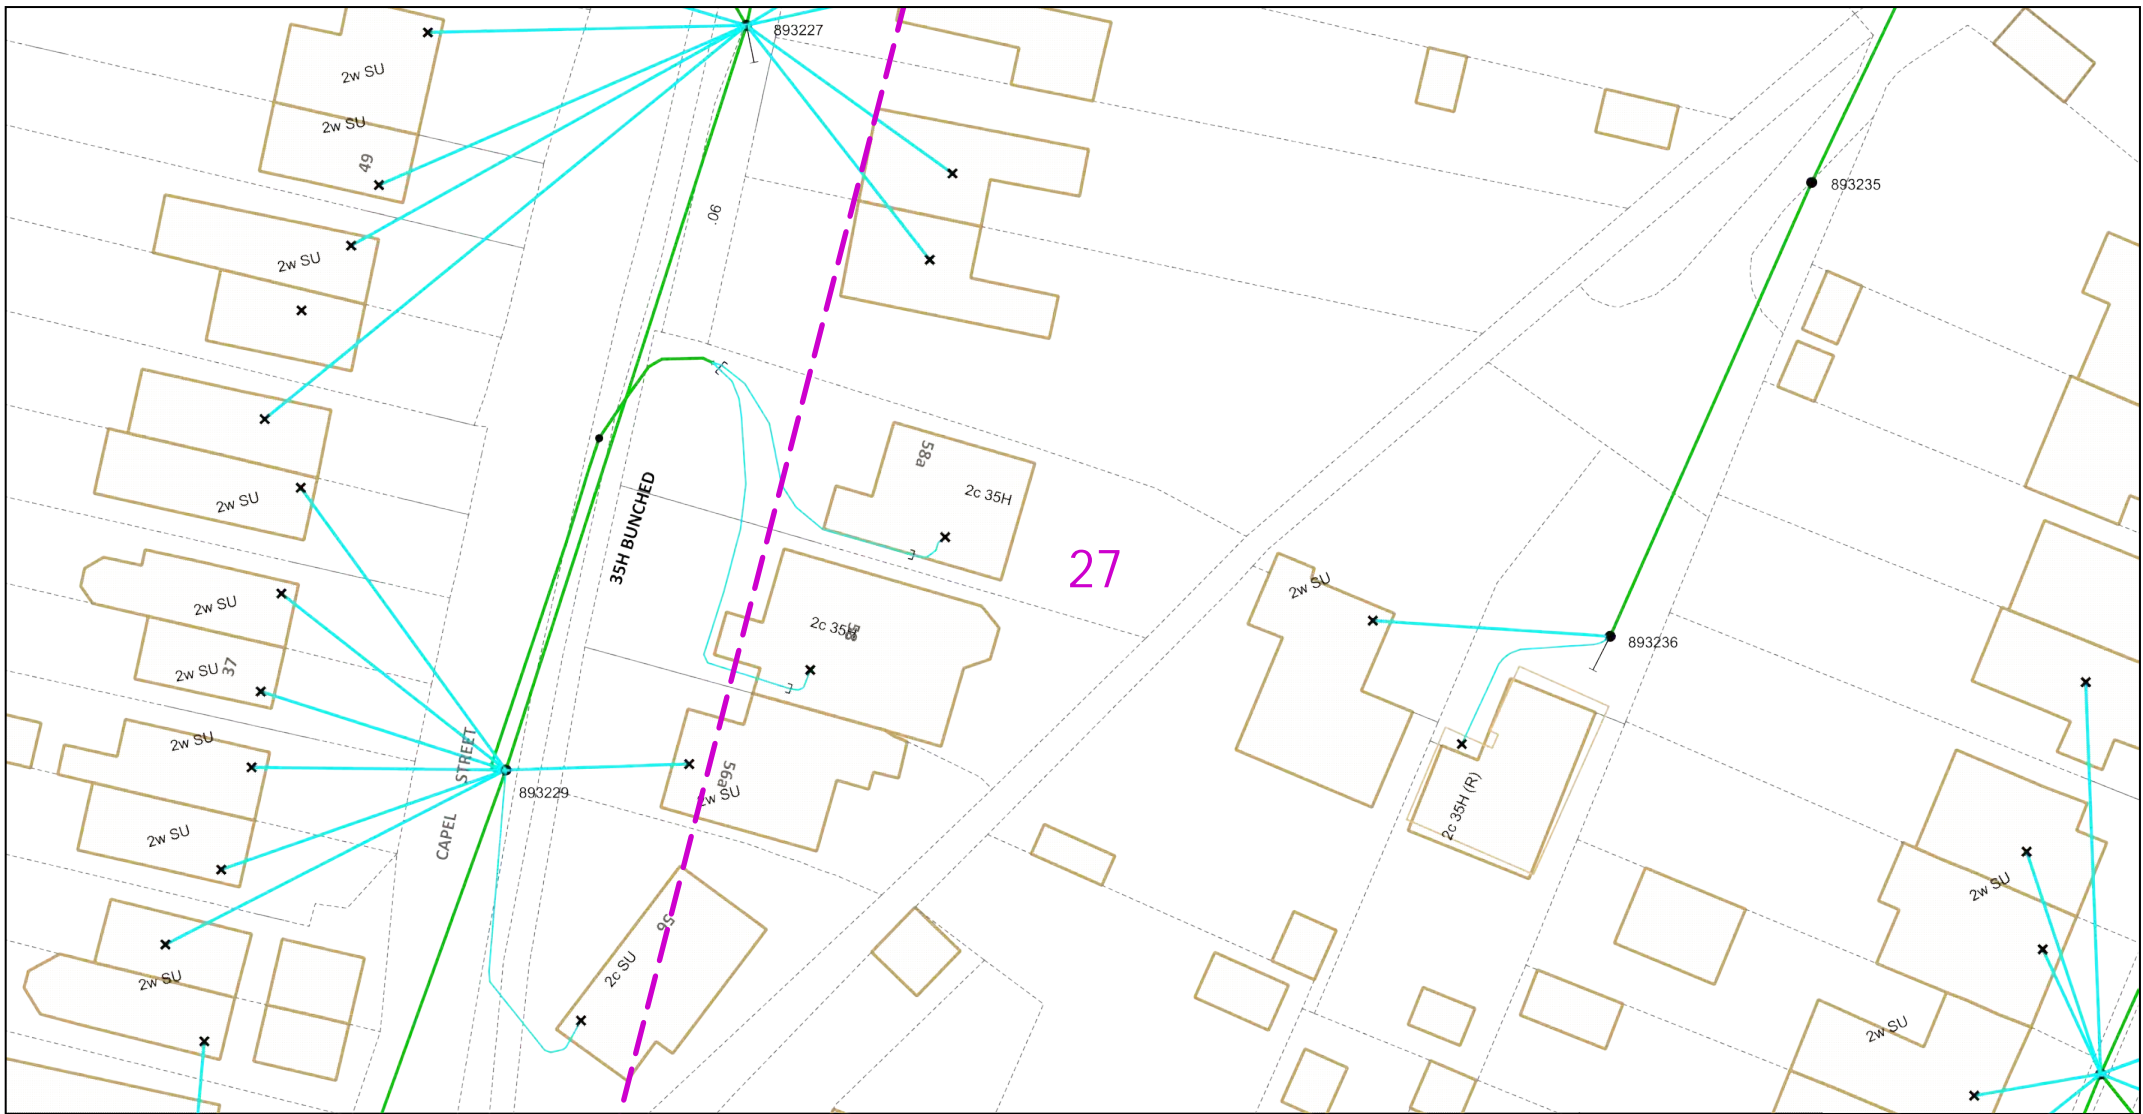 893227
2w SU
2w SU
49
893235
.06
2w SU
58a
2c 35H
2w SU
35H BUNCHED
27
2w SU
2w SU
2c 35H
893236
2w SU
37
2w SU
STREET
56a
893229
2w SU
2c 35H (R)
CAPEL
2w SU
2w SU
56
2c SU
2w SU
2w SU